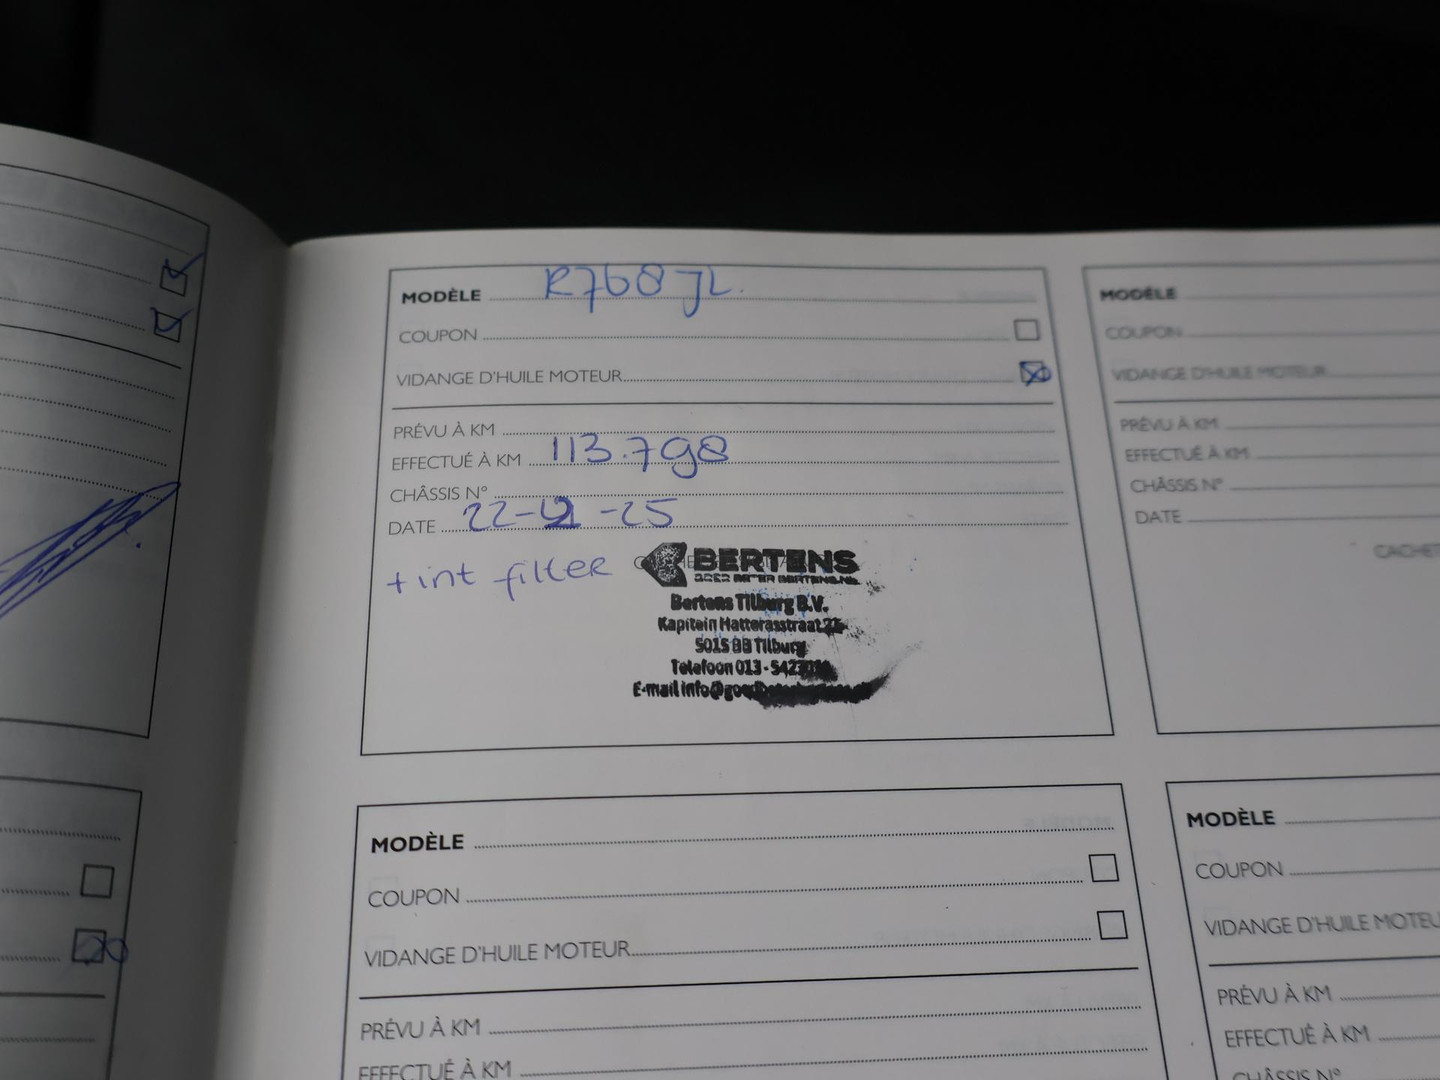 MODÈLE R768JL.
COUPON
VIDANGE D'HUILE MOTEUR
PRÉVU À KM
EFFECTUÉ À KM 113.798
CHÂSSIS N°
DATE 22- -25
+ int filter
BERTENS
Bertens Tilburg B.V.
Kapitein Hatterasstraat 21
5015 BB Tilburg
Telefoon 013 -
E-mail
MODÈLE
COUPON
VIDANGE D'HUILE MOTEUR
PRÉVU À KM
EFFECTUÉ À KM
CHÂSSIS N°
DATE
CACHET
MODÈLE
COUPON
VIDANGE D'HUILE MOTEUR
PRÉVU À KM
EFFECTUÉ À KM
MODÈLE
COUPON
VIDANGE D'HUILE MOTEU
PRÉVU À KM
EFFECTUÉ À KM
CHÂSSIS N°